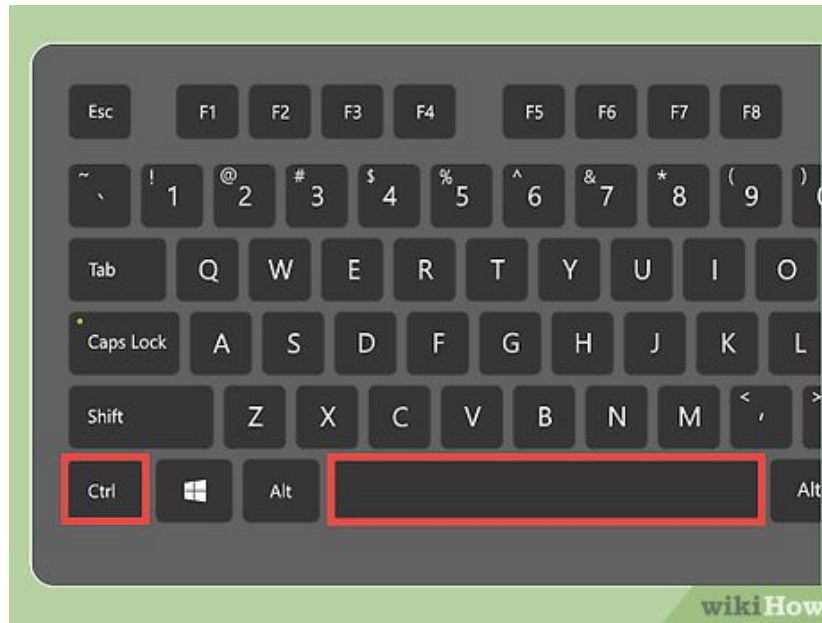 Esc F1 F2 F3 F4 F5 F6 F7 F8
~ ` ! 1 @ 2 # 3 $ 4 % 5 ^ 6 & 7 * 8 ( 9 )
Tab Q W E R T Y U I O
Caps Lock A S D F G H J K L
Shift Z X C V B N M < , >
Ctrl Alt Alt
wikiHow